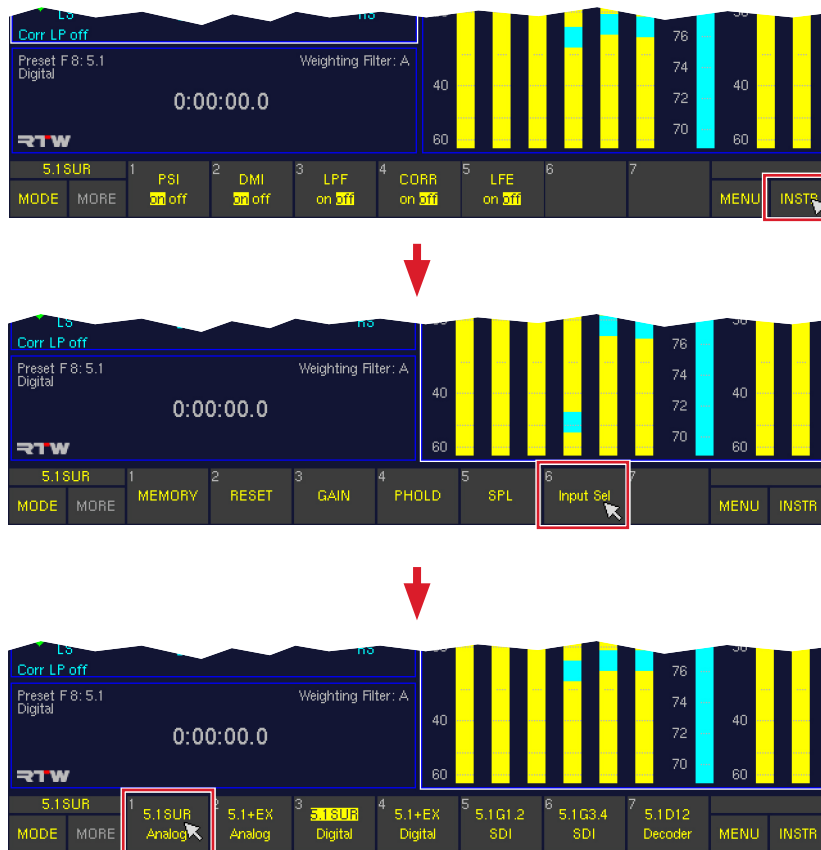 Corr LP off
Preset F 8: 5.1
Digital
Weighting Filter: A
0:00:00.0
RTW
40
60
76
74
72
70
40
60
5.1SUR
MODE
MORE
1 PSI
on off
2 DMI
on off
3 LPF
on off
4 CORR
on off
5 LFE
on off
6
7
MENU
INSTR
Corr LP off
Preset F 8: 5.1
Digital
Weighting Filter: A
0:00:00.0
RTW
40
60
76
74
72
70
40
60
5.1SUR
MODE
MORE
1 MEMORY
2 RESET
3 GAIN
4 PHOLD
5 SPL
6 Input Sel
7
MENU
INSTR
Corr LP off
Preset F 8: 5.1
Digital
Weighting Filter: A
0:00:00.0
RTW
40
60
76
74
72
70
40
60
5.1SUR
MODE
MORE
1 5.1SUR
Analog
2 5.1+EX
Analog
3 5.1SUR
Digital
4 5.1+EX
Digital
5 5.1G1.2
SDI
6 5.1G3.4
SDI
7 5.1D12
Decoder
MENU
INSTR